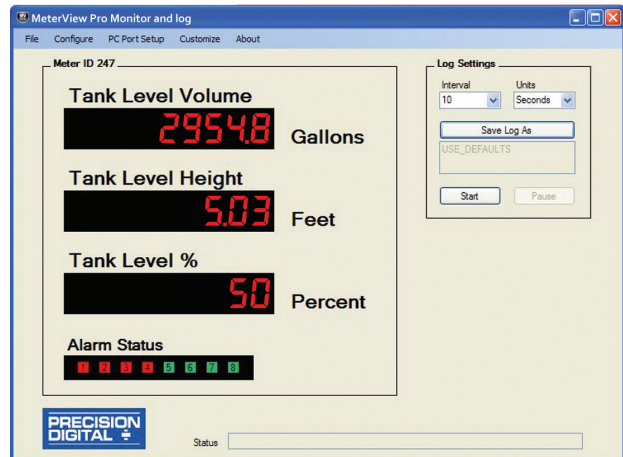 MeterView Pro Monitor and log
File Configure PC Port Setup Customize About
Meter ID 247
Tank Level Volume
2954.8 Gallons
Tank Level Height
5.03 Feet
Tank Level %
50 Percent
Alarm Status
1 2 3 4 5 6 7 8
Log Settings
Interval Units
10 Seconds
Save Log As
USE_DEFAULTS
Start Pause
PRECISION
DIGITAL
Status